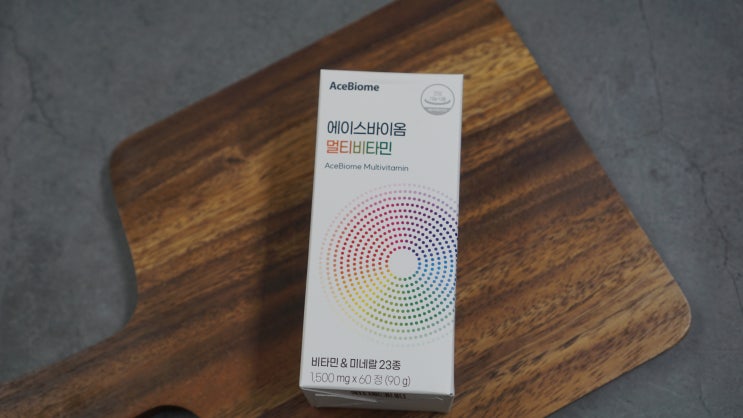 AceBiome
에이스바이옴
멀티비타민
AceBiome Multivitamin
비타민 & 미네랄 23종
1,500 mg x 60 정 (90 g)